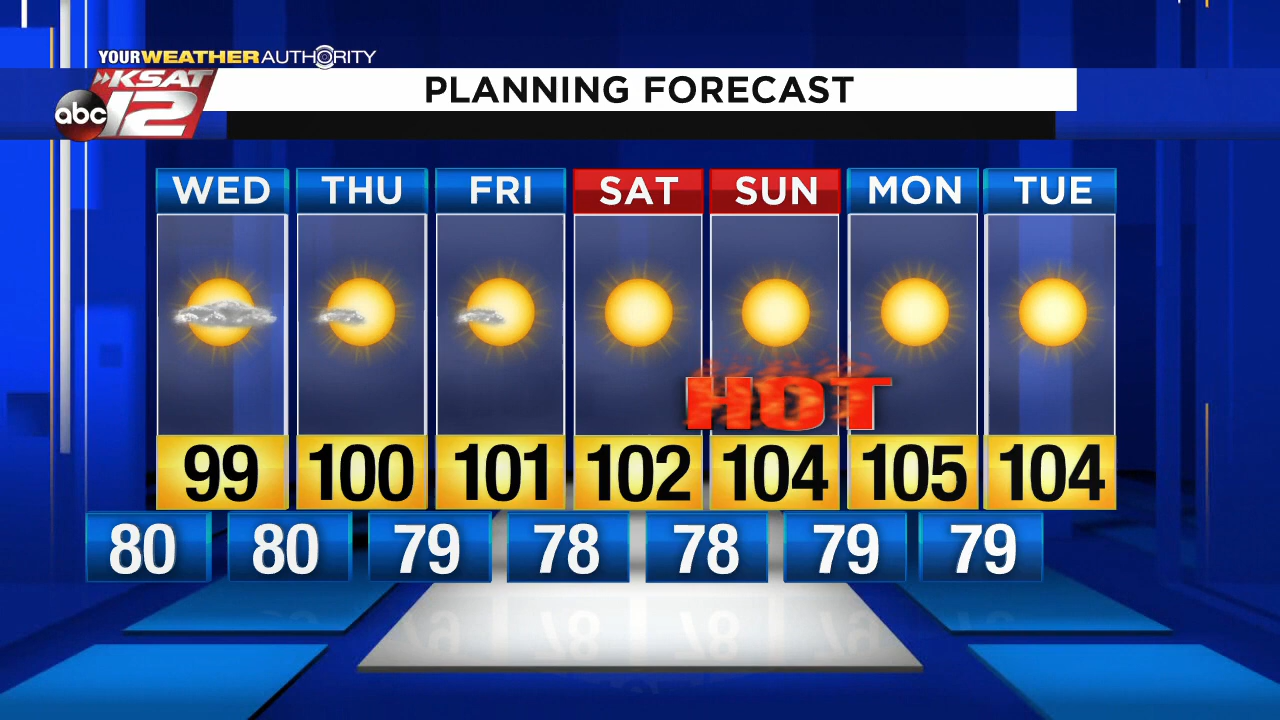 YOURWEATHERAUTHORITY
KSAT
abc 12
PLANNING FORECAST
WED THU FRI SAT SUN MON TUE
HOT
99 100 101 102 104 105 104
80 80 79 78 78 79 79